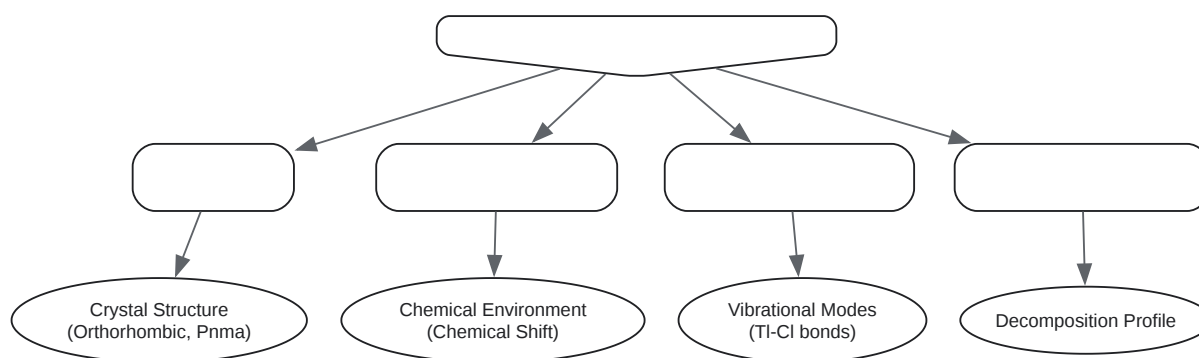 Crystal Structure
(Orthorhombic, Pnma)
Chemical Environment
(Chemical Shift)
Vibrational Modes
(Tl-Cl bonds)
Decomposition Profile